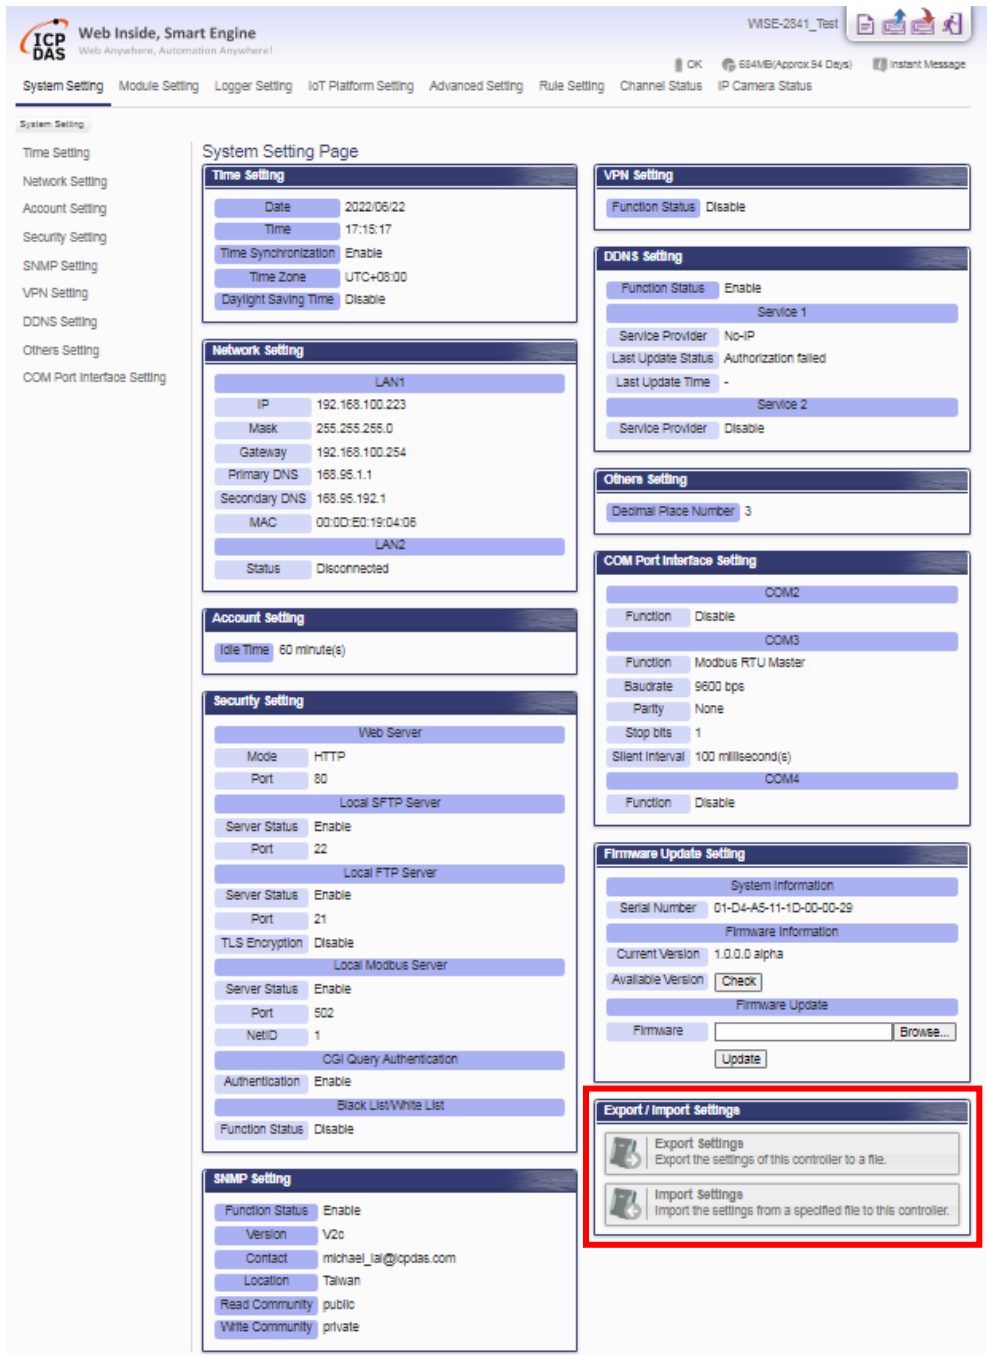 ICP DAS
Web Inside, Smart Engine
Web Anywhere, Automation Anywhere!
WISE-2841_Test
OK
684MB(Approx.94 Days)
Instant Message
System Setting
Module Setting
Logger Setting
IoT Platform Setting
Advanced Setting
Rule Setting
Channel Status
IP Camera Status
System Setting
Time Setting
Network Setting
Account Setting
Security Setting
SNMP Setting
VPN Setting
DDNS Setting
Others Setting
COM Port Interface Setting
System Setting Page
Time Setting
Date 2022/06/22
Time 17:15:17
Time Synchronization Enable
Time Zone UTC+08:00
Daylight Saving Time Disable
Network Setting
LAN1
IP 192.168.100.223
Mask 255.255.255.0
Gateway 192.168.100.254
Primary DNS 168.95.1.1
Secondary DNS 168.95.192.1
MAC 00:0D:E0:19:04:06
LAN2
Status Disconnected
Account Setting
Idle Time 60 minute(s)
Security Setting
Web Server
Mode HTTP
Port 80
Local SFTP Server
Server Status Enable
Port 22
Local FTP Server
Server Status Enable
Port 21
TLS Encryption Disable
Local Modbus Server
Server Status Enable
Port 502
NetID 1
CGI Query Authentication
Authentication Enable
Black List/White List
Function Status Disable
SNMP Setting
Function Status Enable
Version V2c
Contact michael_lai@icpdas.com
Location Taiwan
Read Community public
Write Community private
VPN Setting
Function Status Disable
DDNS Setting
Function Status Enable
Service 1
Service Provider No-IP
Last Update Status Authorization failed
Last Update Time -
Service 2
Service Provider Disable
Others Setting
Decimal Place Number 3
COM Port Interface Setting
COM2
Function Disable
COM3
Function Modbus RTU Master
Baudrate 9600 bps
Parity None
Stop bits 1
Silent Interval 100 millisecond(s)
COM4
Function Disable
Firmware Update Setting
System Information
Serial Number 01-D4-A5-11-1D-00-00-29
Firmware Information
Current Version 1.0.0.0 alpha
Available Version Check
Firmware Update
Firmware Browse...
Update
Export / Import Settings
Export Settings
Export the settings of this controller to a file.
Import Settings
Import the settings from a specified file to this controller.